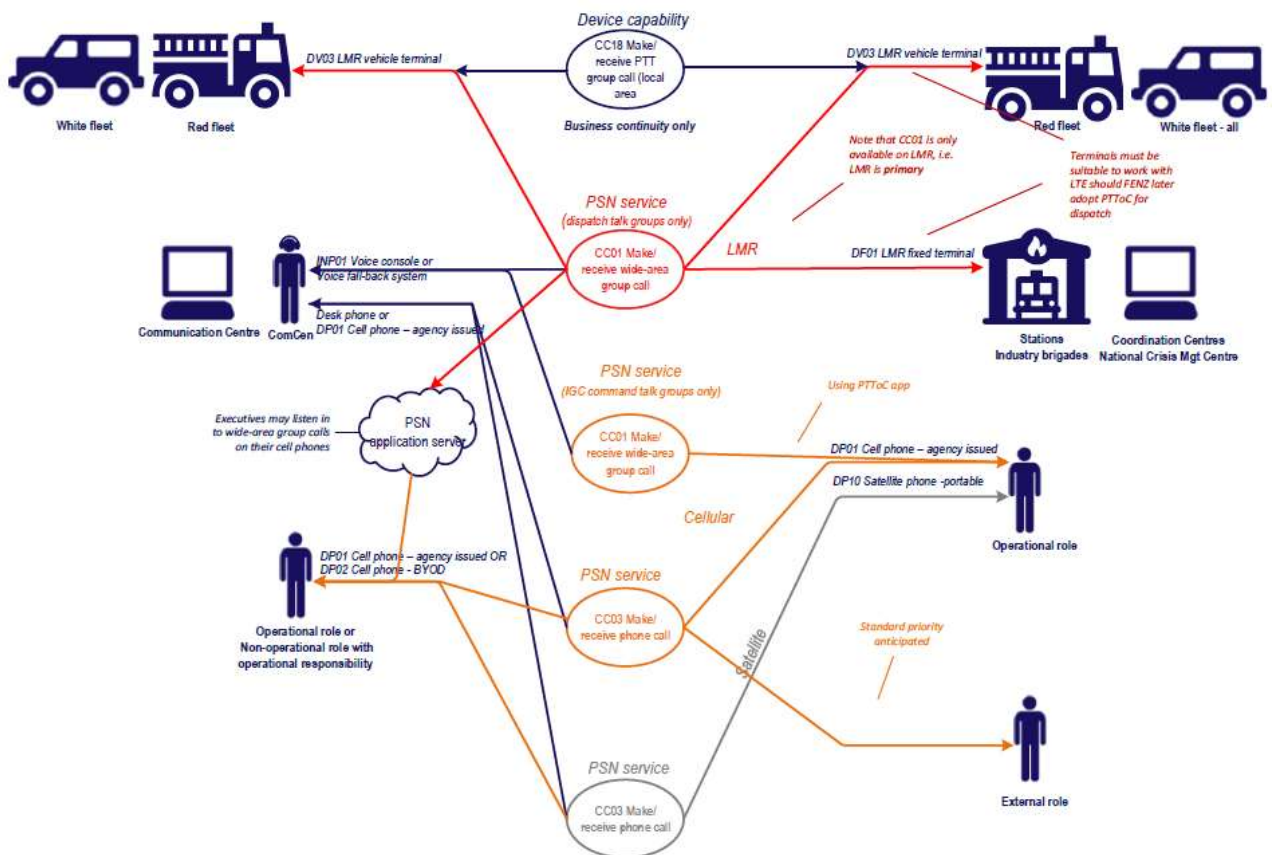 Device capability
CC18 Make/
receive PTT
group call (local
area
Business continuity only
DV03 LMR vehicle terminal
DV03 LMR vehicle terminal
White fleet
Red fleet
Red fleet
White fleet - all
Note that CC01 is only
available on LMR, i.e.
LMR is primary
Terminals must be
suitable to work with
LTE should FENZ later
adopt PTToC for
dispatch
PSN service
(dispatch talk groups only)
CC01 Make/
receive wide-area
group call
LMR
DF01 LMR fixed terminal
INP01 Voice console or
Voice fall-back system
Desk phone or
DP01 Cell phone – agency issued
Communication Centre
ComCen
Stations
Industry brigades
Coordination Centres
National Crisis Mgt Centre
PSN service
(IGC command talk groups only)
Using PTToC app
Executives may listen in
to wide-area group calls
on their cell phones
PSN
application server
CC01 Make/
receive wide-area
group call
DP01 Cell phone – agency issued
DP10 Satellite phone -portable
Cellular
Operational role
DP01 Cell phone – agency issued OR
DP02 Cell phone - BYOD
PSN service
CC03 Make/
receive phone call
Operational role or
Non-operational role with
operational responsibility
Satellite
Standard priority
anticipated
PSN service
CC03 Make/
receive phone call
External role